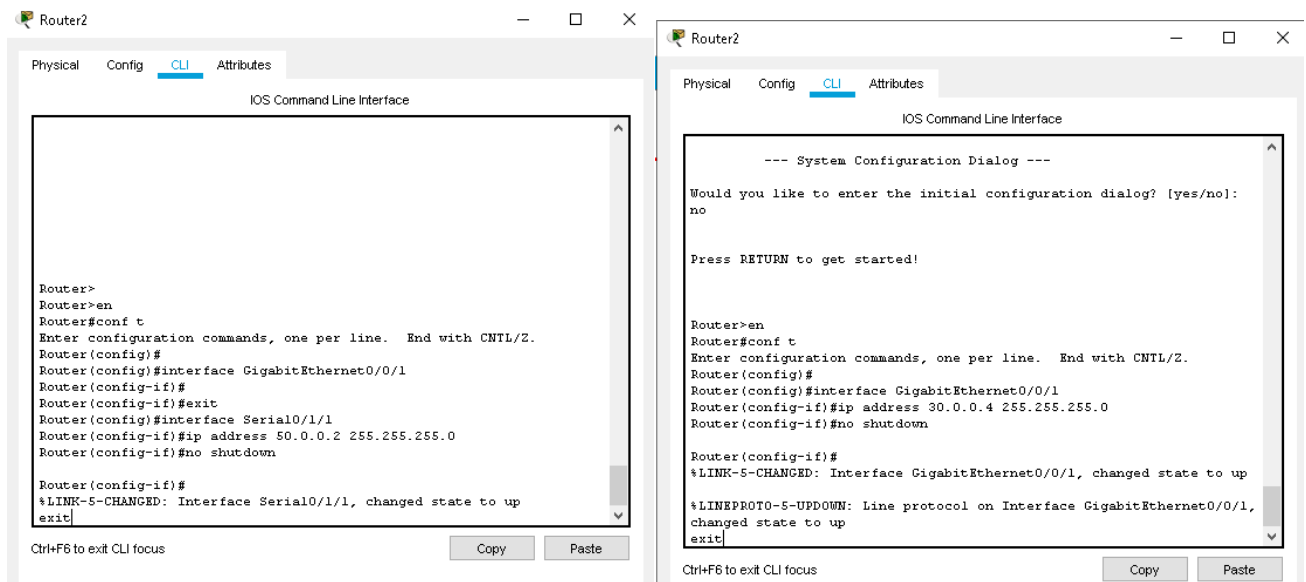 Router2
Physical Config CLI Attributes
IOS Command Line Interface
Router>
Router>en
Router#conf t
Enter configuration commands, one per line.  End with CNTL/Z.
Router(config)#
Router(config)#interface GigabitEthernet0/0/1
Router(config-if)#
Router(config-if)#exit
Router(config)#interface Serial0/1/1
Router(config-if)#ip address 50.0.0.2 255.255.255.0
Router(config-if)#no shutdown
Router(config-if)#
%LINK-5-CHANGED: Interface Serial0/1/1, changed state to up
exit
Ctrl+F6 to exit CLI focus
Copy Paste
Router2
Physical Config CLI Attributes
IOS Command Line Interface
--- System Configuration Dialog ---
Would you like to enter the initial configuration dialog? [yes/no]:
no
Press RETURN to get started!
Router>en
Router#conf t
Enter configuration commands, one per line.  End with CNTL/Z.
Router(config)#
Router(config)#interface GigabitEthernet0/0/1
Router(config-if)#ip address 30.0.0.4 255.255.255.0
Router(config-if)#no shutdown
Router(config-if)#
%LINK-5-CHANGED: Interface GigabitEthernet0/0/1, changed state to up
%LINEPROTO-5-UPDOWN: Line protocol on Interface GigabitEthernet0/0/1,
changed state to up
exit
Ctrl+F6 to exit CLI focus
Copy Paste